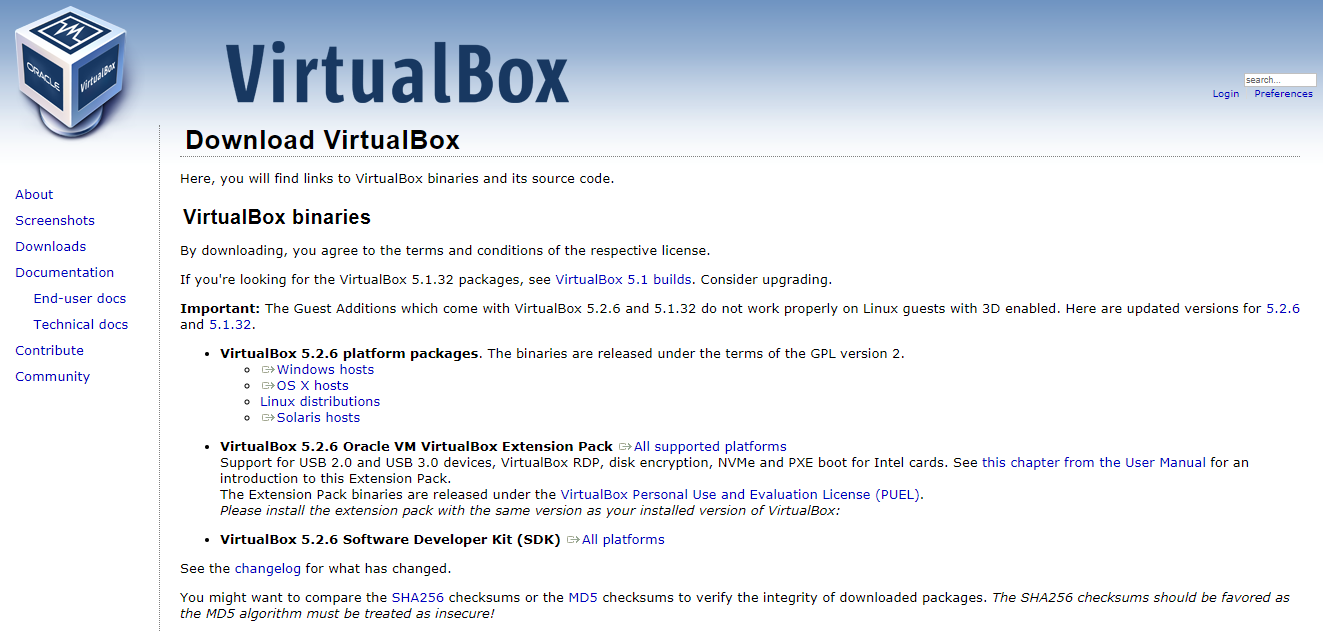 ORACLE
VirtualBox
VirtualBox
search...
Login Preferences
About
Screenshots
Downloads
Documentation
End-user docs
Technical docs
Contribute
Community
Download VirtualBox
Here, you will find links to VirtualBox binaries and its source code.
VirtualBox binaries
By downloading, you agree to the terms and conditions of the respective license.
If you're looking for the VirtualBox 5.1.32 packages, see VirtualBox 5.1 builds. Consider upgrading.
Important: The Guest Additions which come with VirtualBox 5.2.6 and 5.1.32 do not work properly on Linux guests with 3D enabled. Here are updated versions for 5.2.6
and 5.1.32.
• VirtualBox 5.2.6 platform packages. The binaries are released under the terms of the GPL version 2.
Windows hosts
OS X hosts
Linux distributions
Solaris hosts
• VirtualBox 5.2.6 Oracle VM VirtualBox Extension Pack All supported platforms
Support for USB 2.0 and USB 3.0 devices, VirtualBox RDP, disk encryption, NVMe and PXE boot for Intel cards. See this chapter from the User Manual for an
introduction to this Extension Pack.
The Extension Pack binaries are released under the VirtualBox Personal Use and Evaluation License (PUEL).
Please install the extension pack with the same version as your installed version of VirtualBox:
• VirtualBox 5.2.6 Software Developer Kit (SDK) All platforms
See the changelog for what has changed.
You might want to compare the SHA256 checksums or the MD5 checksums to verify the integrity of downloaded packages. The SHA256 checksums should be favored as
the MD5 algorithm must be treated as insecure!